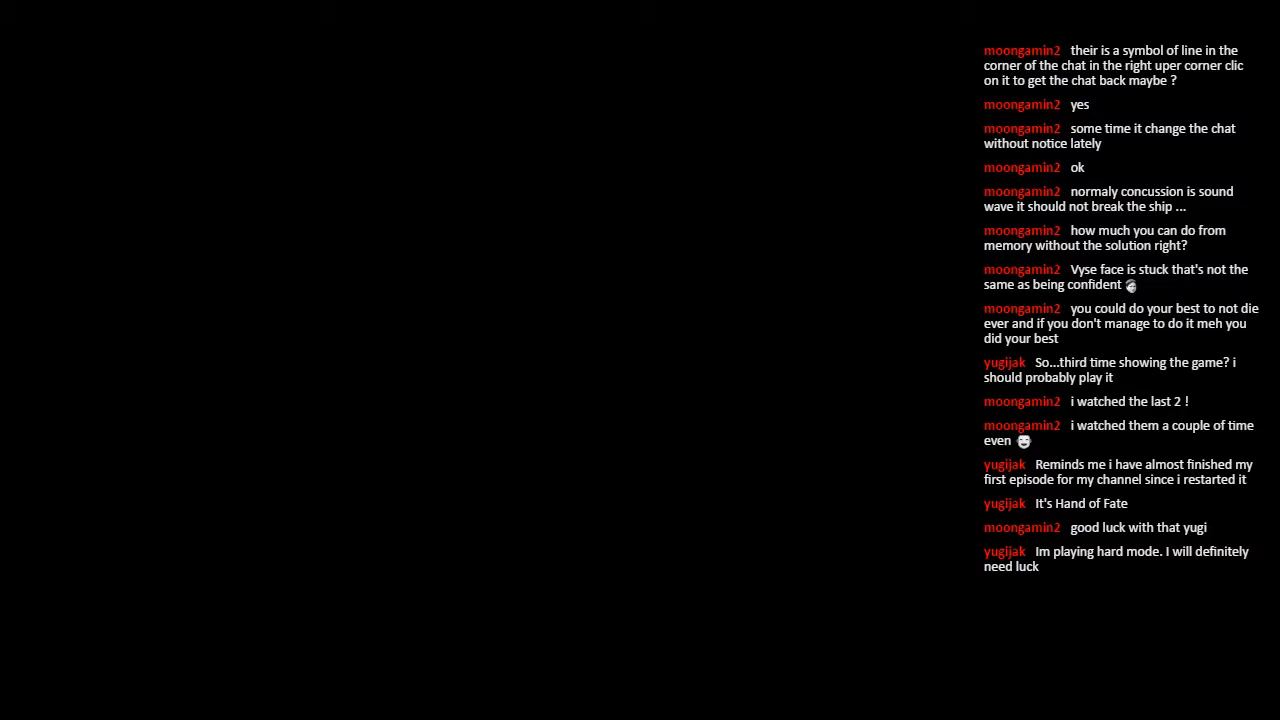 moongamin2 their is a symbol of line in the
corner of the chat in the right uper corner clic
on it to get the chat back maybe ?
moongamin2 yes
moongamin2 some time it change the chat
without notice lately
moongamin2 ok
moongamin2 normaly concussion is sound
wave it should not break the ship ...
moongamin2 how much you can do from
memory without the solution right?
moongamin2 Vyse face is stuck that's not the
same as being confident
moongamin2 you could do your best to not die
ever and if you don't manage to do it meh you
did your best
yugijak So...third time showing the game? i
should probably play it
moongamin2 i watched the last 2 !
moongamin2 i watched them a couple of time
even
yugijak Reminds me i have almost finished my
first episode for my channel since i restarted it
yugijak It's Hand of Fate
moongamin2 good luck with that yugi
yugijak Im playing hard mode. I will definitely
need luck